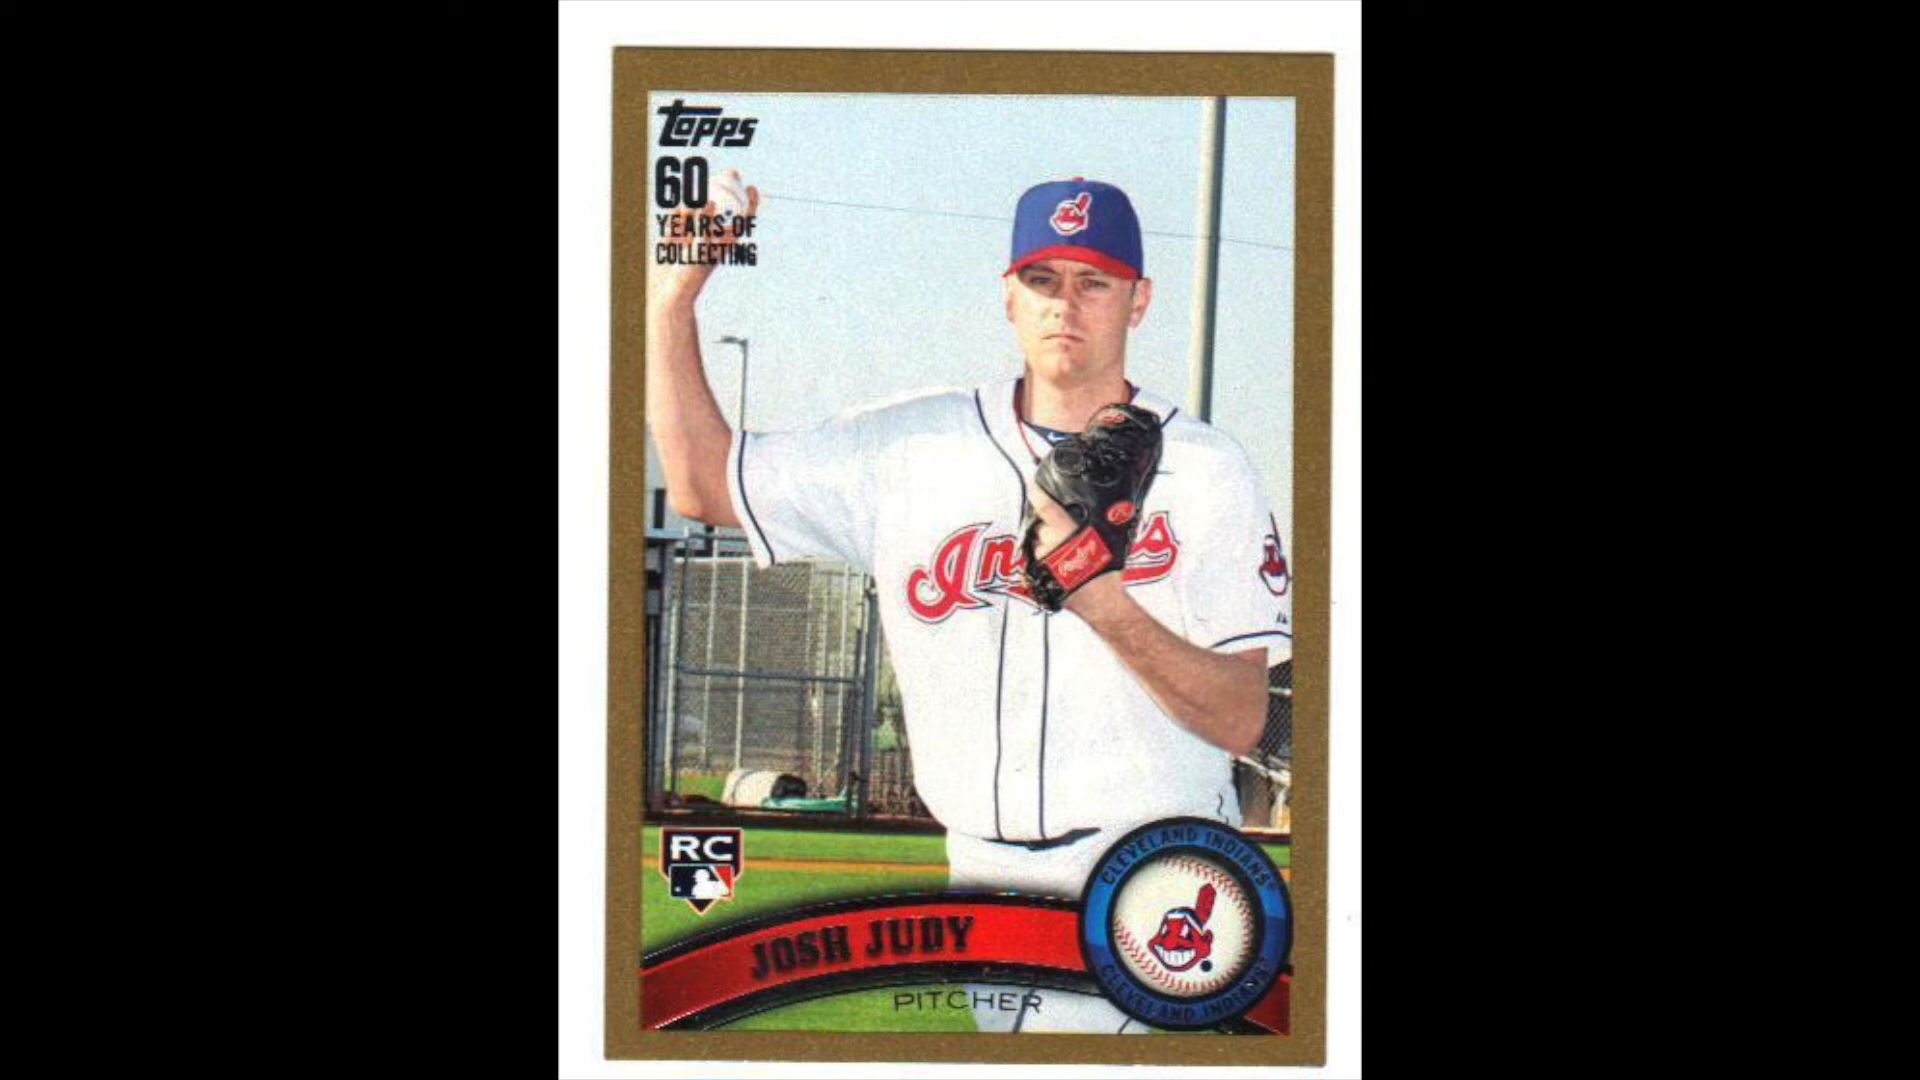 Topps
60
YEARS OF
COLLECTING
Indians
RC
CLEVELAND INDIANS
JOSH JUDY
CLEVELAND INDIANS
PITCHER